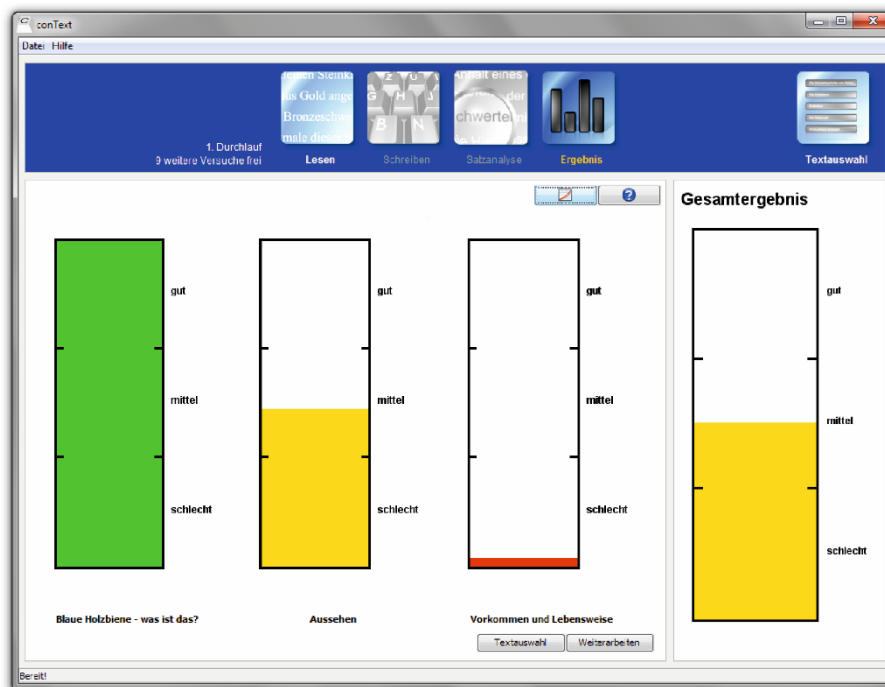 conText
Datei Hilfe
1. Durchlauf
9 weitere Versuche frei
Lesen
Schreiben
Satzanalyse
Ergebnis
Textauswahl
Gesamtergebnis
gut
mittel
schlecht
gut
mittel
schlecht
gut
mittel
schlecht
gut
mittel
schlecht
Blaue Holzbiene - was ist das?
Aussehen
Vorkommen und Lebensweise
Textauswahl
Weiterarbeiten
Bereit!